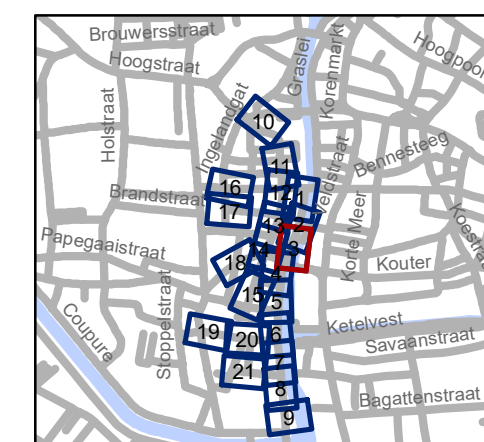 Brouwersstraat
Hoogstraat
Graslei
Korenmarkt
Hoogpoo
Holstraat
Ingelandgat
10
Bennesteeg
11
Veldstraat
16
12
1
Brandstraat
17
13
2
Korte Meer
Koestra
Papegaaistraat
14
3
18
Kouter
4
15
5
Coupure
Stoppelstraat
19
20
6
Ketelvest
Savaanstraat
21
7
8
Bagattenstraat
9